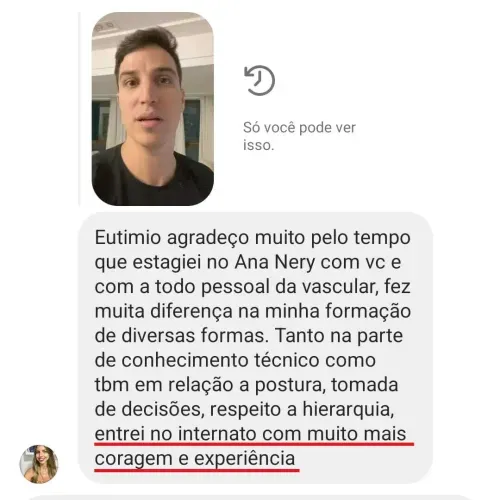 Só você pode ver
isso.
Eutimio agradeço muito pelo tempo
que estagiei no Ana Nery com vc e
com a todo pessoal da vascular, fez
muita diferença na minha formação
de diversas formas. Tanto na parte
de conhecimento técnico como
tbm em relação a postura, tomada
de decisões, respeito a hierarquia,
entrei no internato com muito mais
coragem e experiência